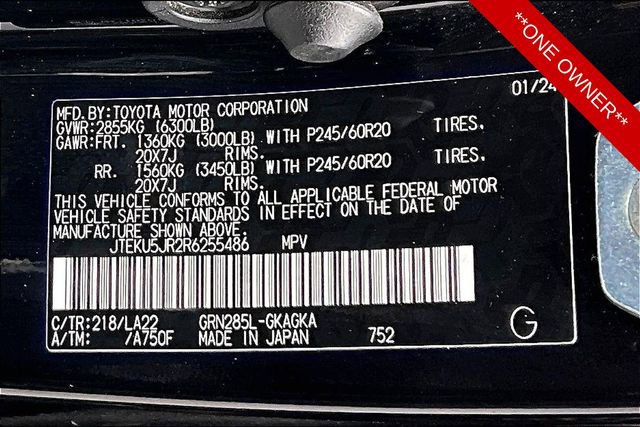 **ONE OWNER**
01/24
MFD.BY:TOYOTA MOTOR CORPORATION
GVWR:2855KG (6300LB)
GAWR:FRT. 1360KG (3000LB) WITH P245/60R20 TIRES.
20X7J RIMS.
RR. 1560KG (3450LB) WITH P245/60R20 TIRES.
20X7J RIMS.
THIS VEHICLE CONFORMS TO ALL APPLICABLE FEDERAL MOTOR
VEHICLE SAFETY STANDARDS IN EFFECT ON THE DATE OF
MANUFACTURE SHOWN ABOVE.
JTEKU5JR2R6255486 MPV
C/TR:218/LA22 GRN285L-GKAGKA
A/TM: /A750F MADE IN JAPAN 752 G